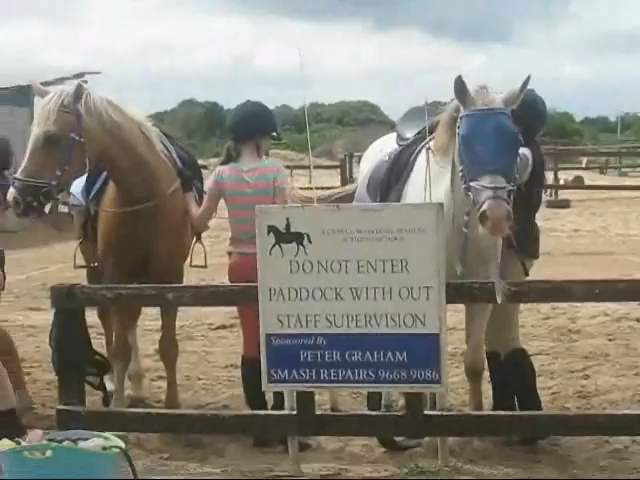 DO NOT ENTER
PADDOCK WITH OUT
STAFF SUPERVISION
Sponsored By
PETER GRAHAM
SMASH REPAIRS 9668 9086